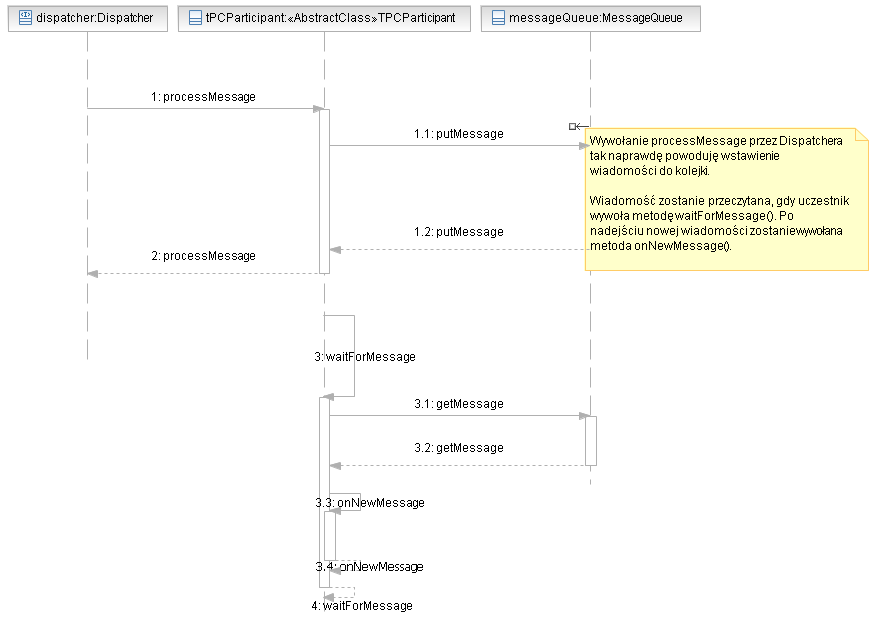 dispatcher:Dispatcher
tPCParticipant:«AbstractClass»TPCParticipant
messageQueue:MessageQueue
1: processMessage
1.1: putMessage
Wywołanie processMessage przez Dispatchera
tak naprawdę powoduję wstawienie
wiadomości do kolejki.
Wiadomość zostanie przeczytana, gdy uczestnik
wywoła metodę waitForMessage(). Po
nadejściu nowej wiadomości zostanie wywołana
metoda onNewMessage().
1.2: putMessage
2: processMessage
3: waitForMessage
3.1: getMessage
3.2: getMessage
3.3: onNewMessage
3.4: onNewMessage
4: waitForMessage